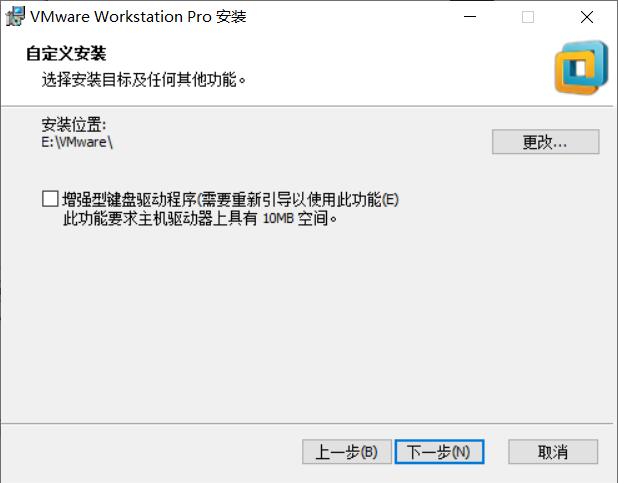 VMware Workstation Pro 安装
自定义安装
选择安装目标及任何其他功能。
安装位置:
E:\VMware\
更改...
增强型键盘驱动程序(需要重新引导以使用此功能(E)
此功能要求主机驱动器上具有 10MB 空间。
上一步(B) 下一步(N) 取消